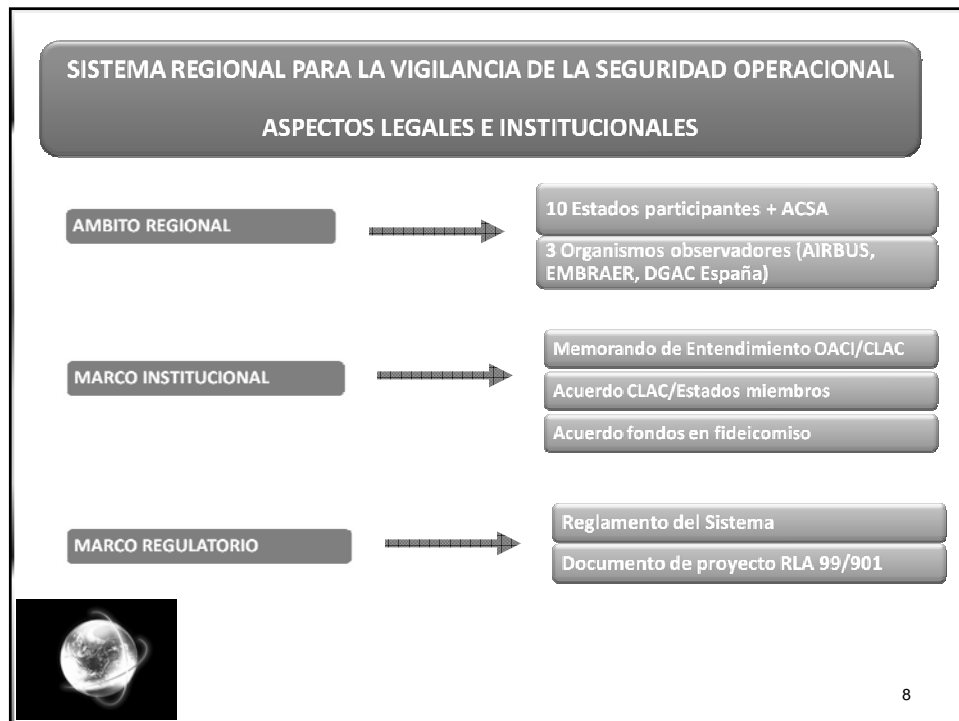 SISTEMA REGIONAL PARA LA VIGILANCIA DE LA SEGURIDAD OPERACIONAL
ASPECTOS LEGALES E INSTITUCIONALES
AMBITO REGIONAL
10 Estados participantes + ACSA
3 Organismos observadores (AIRBUS,
EMBRAER, DGAC España)
MARCO INSTITUCIONAL
Memorando de Entendimiento OACI/CLAC
Acuerdo CLAC/Estados miembros
Acuerdo fondos en fideicomiso
MARCO REGULATORIO
Reglamento del Sistema
Documento de proyecto RLA 99/901
8